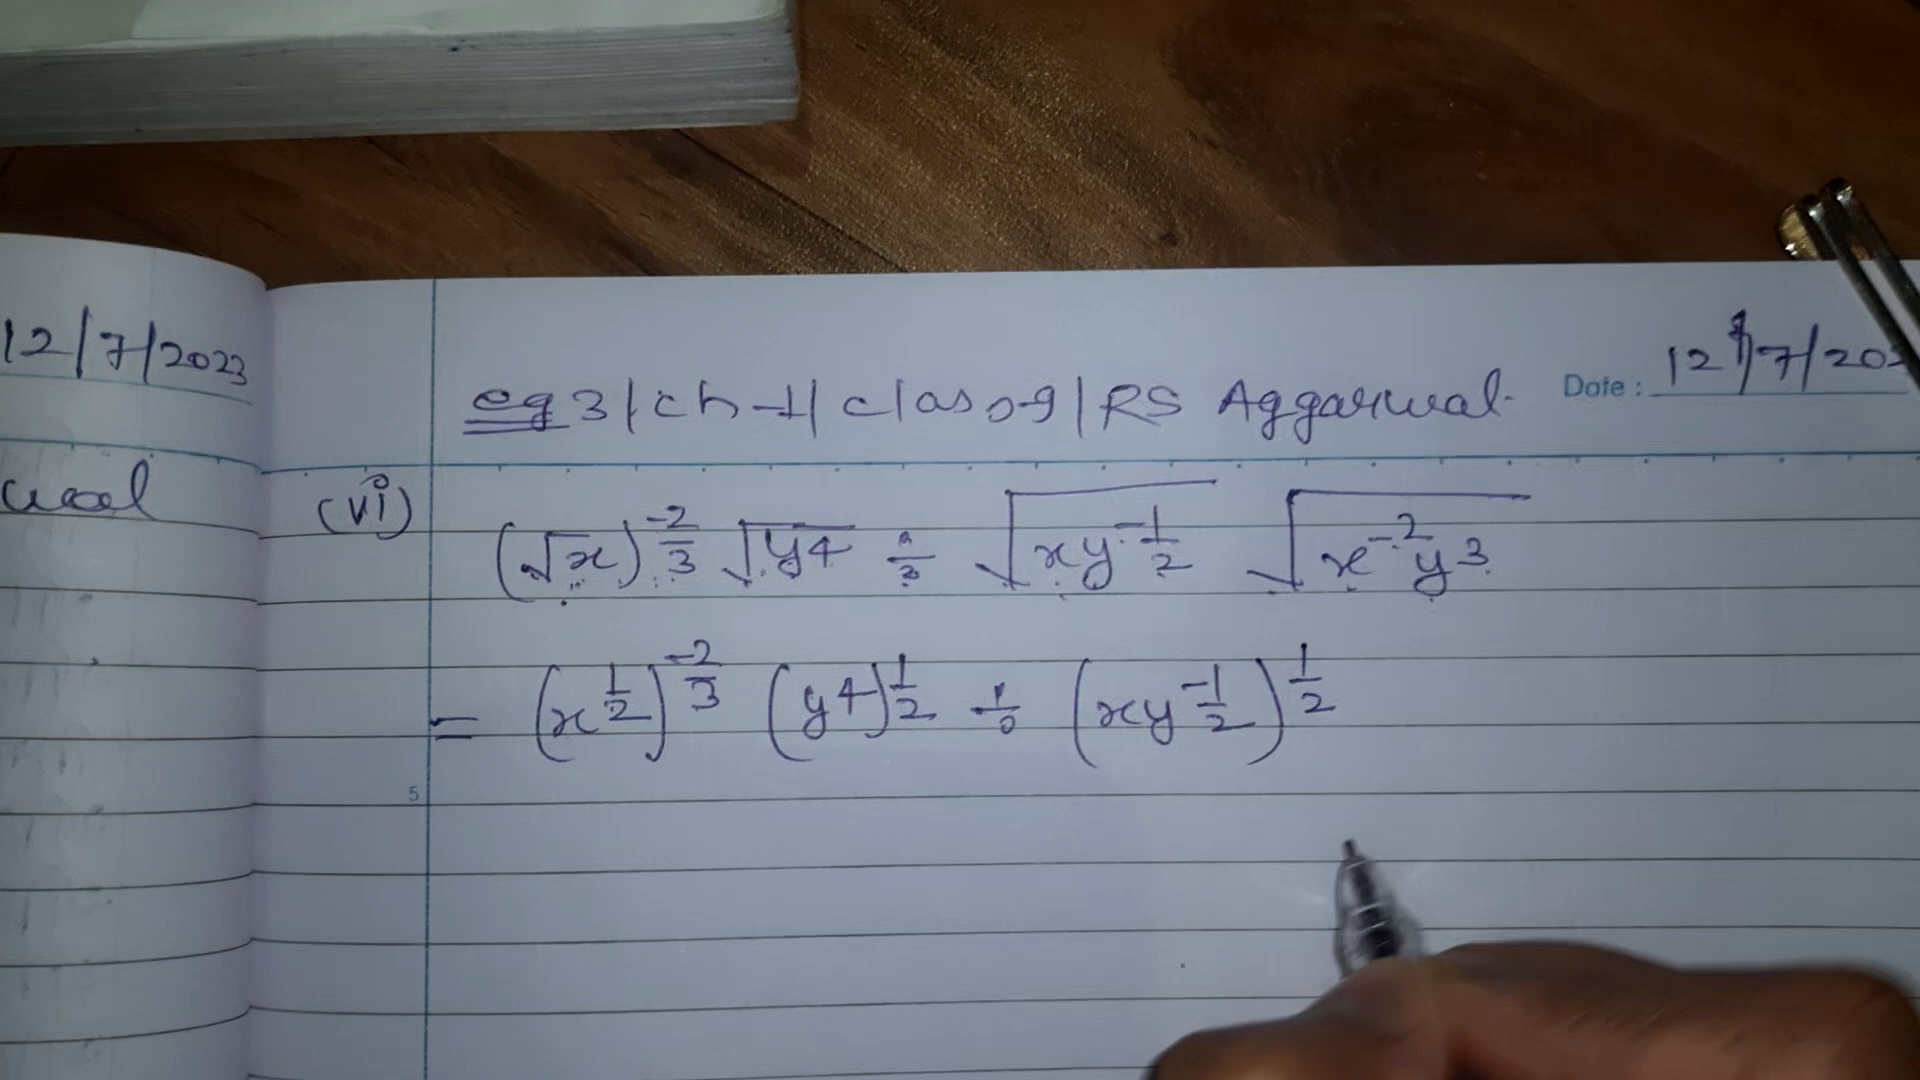 12/7/2023
eg 3 | ch-1 | class-9 | RS Aggarwal.
Date: 12/7/202
(vi) (√x)^(-2/3) √y4 ÷ √(xy^(-1/2)) √(x^(-2)y3)
= (x^(1/2))^(-2/3) (y4)^(1/2) ÷ (xy^(-1/2))^(1/2)
5